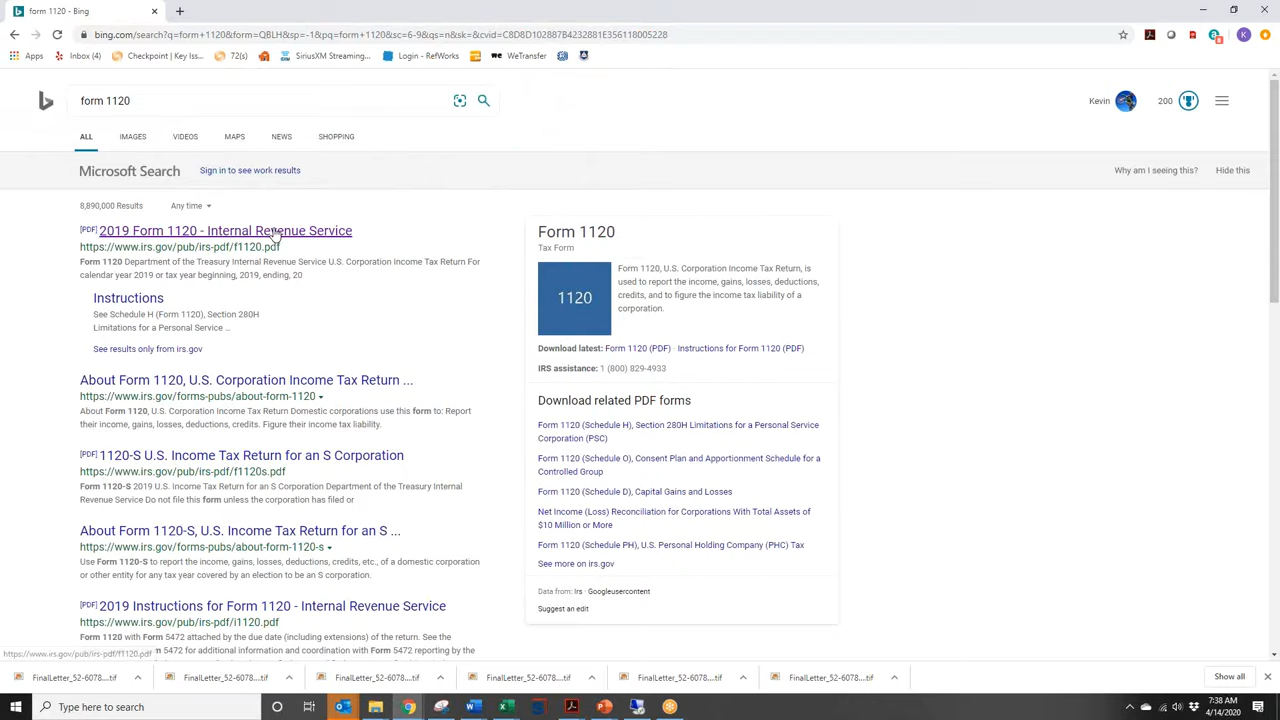 form 1120 - Bing
bing.com/search?q=form+1120&form=QBLH&sp=-1&pq=form+1120&sc=6-9&qs=n&sk=&cvid=C8D8D102887B4232881E356118005228
Apps
Inbox (4)
Checkpoint | Key Iss...
72(s)
SiriusXM Streaming...
Login - RefWorks
WeTransfer
form 1120
Kevin
200
ALL
IMAGES
VIDEOS
MAPS
NEWS
SHOPPING
Microsoft Search
Sign in to see work results
Why am I seeing this?
Hide this
8,890,000 Results
Any time
[PDF] 2019 Form 1120 - Internal Revenue Service
https://www.irs.gov/pub/irs-pdf/f1120.pdf
Form 1120 Department of the Treasury Internal Revenue Service U.S. Corporation Income Tax Return For
calendar year 2019 or tax year beginning, 2019, ending, 20
Instructions
See Schedule H (Form 1120), Section 280H
Limitations for a Personal Service ...
See results only from irs.gov
About Form 1120, U.S. Corporation Income Tax Return ...
https://www.irs.gov/forms-pubs/about-form-1120
About Form 1120, U.S. Corporation Income Tax Return Domestic corporations use this form to: Report
their income, gains, losses, deductions, credits. Figure their income tax liability.
[PDF] 1120-S U.S. Income Tax Return for an S Corporation
https://www.irs.gov/pub/irs-pdf/f1120s.pdf
Form 1120-S 2019 U.S. Income Tax Return for an S Corporation Department of the Treasury Internal
Revenue Service Do not file this form unless the corporation has filed or
About Form 1120-S, U.S. Income Tax Return for an S ...
https://www.irs.gov/forms-pubs/about-form-1120-s
Use Form 1120-S to report the income, gains, losses, deductions, credits, etc., of a domestic corporation
or other entity for any tax year covered by an election to be an S corporation.
[PDF] 2019 Instructions for Form 1120 - Internal Revenue Service
https://www.irs.gov/pub/irs-pdf/i1120.pdf
Form 1120 with Form 5472 attached by the due date (including extensions) of the return. See the
Form 5472 for additional information and coordination with Form 5472 reporting by the
https://www.irs.gov/pub/irs-pdf/f1120.pdf
Form 1120
Tax Form
1120
Form 1120, U.S. Corporation Income Tax Return, is
used to report the income, gains, losses, deductions,
credits, and to figure the income tax liability of a
corporation.
Download latest: Form 1120 (PDF) · Instructions for Form 1120 (PDF)
IRS assistance: 1 (800) 829-4933
Download related PDF forms
Form 1120 (Schedule H), Section 280H Limitations for a Personal Service
Corporation (PSC)
Form 1120 (Schedule O), Consent Plan and Apportionment Schedule for a
Controlled Group
Form 1120 (Schedule D), Capital Gains and Losses
Net Income (Loss) Reconciliation for Corporations With Total Assets of
$10 Million or More
Form 1120 (Schedule PH), U.S. Personal Holding Company (PHC) Tax
See more on irs.gov
Data from: Irs · Googleusercontent
Suggest an edit
FinalLetter_52-6078....tif
FinalLetter_52-6078....tif
FinalLetter_52-6078....tif
FinalLetter_52-6078....tif
FinalLetter_52-6078....tif
FinalLetter_52-6078....tif
Show all
Type here to search
7:38 AM
4/14/2020